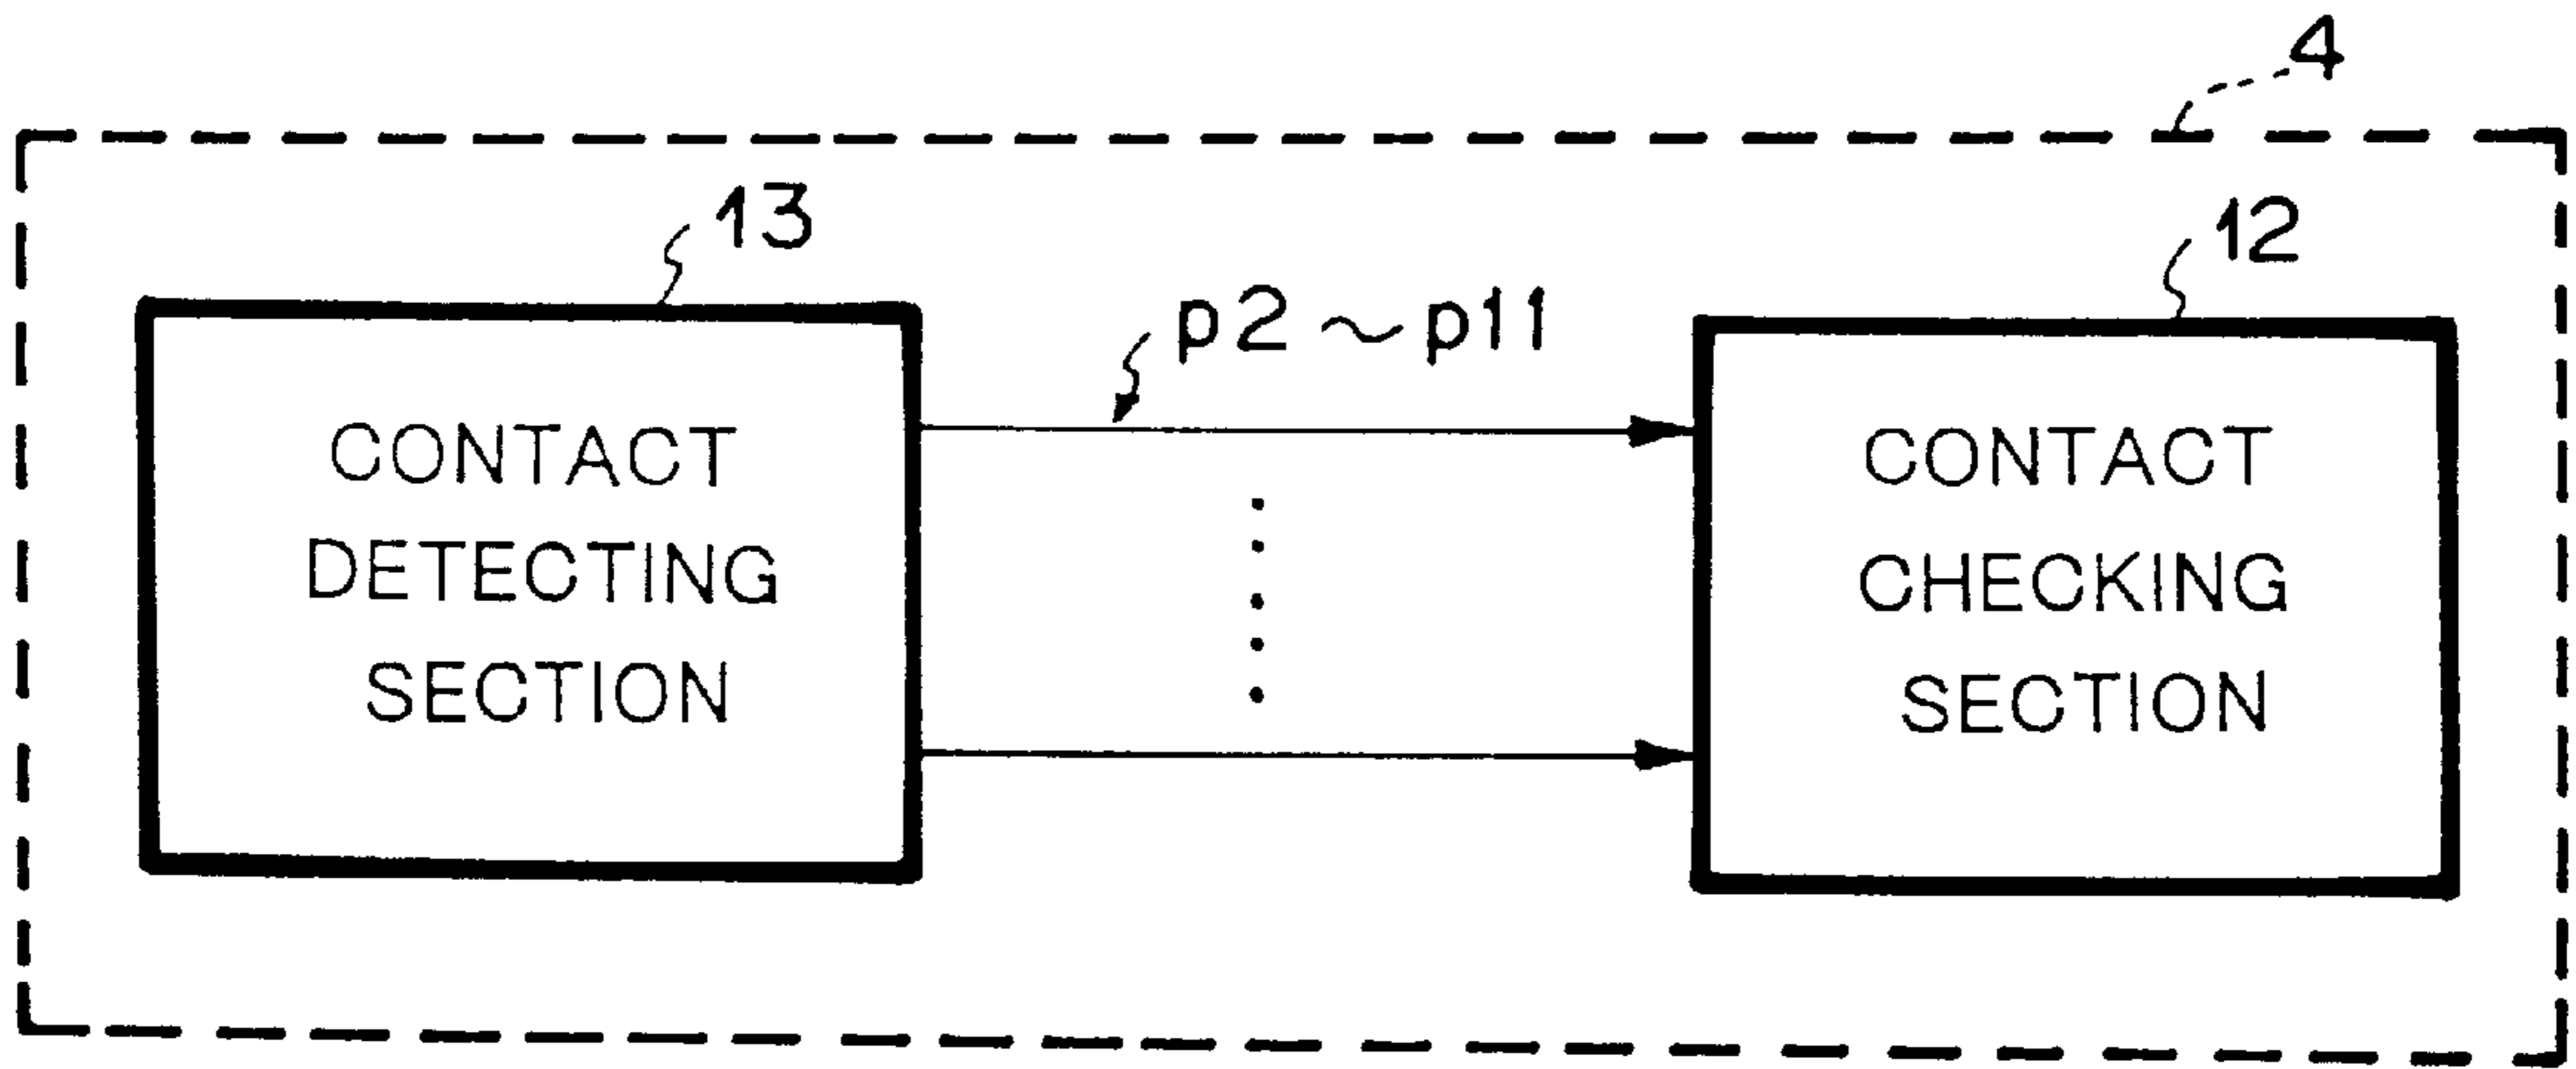 4
13
12
p2～p11
CONTACT
DETECTING
SECTION
CONTACT
CHECKING
SECTION